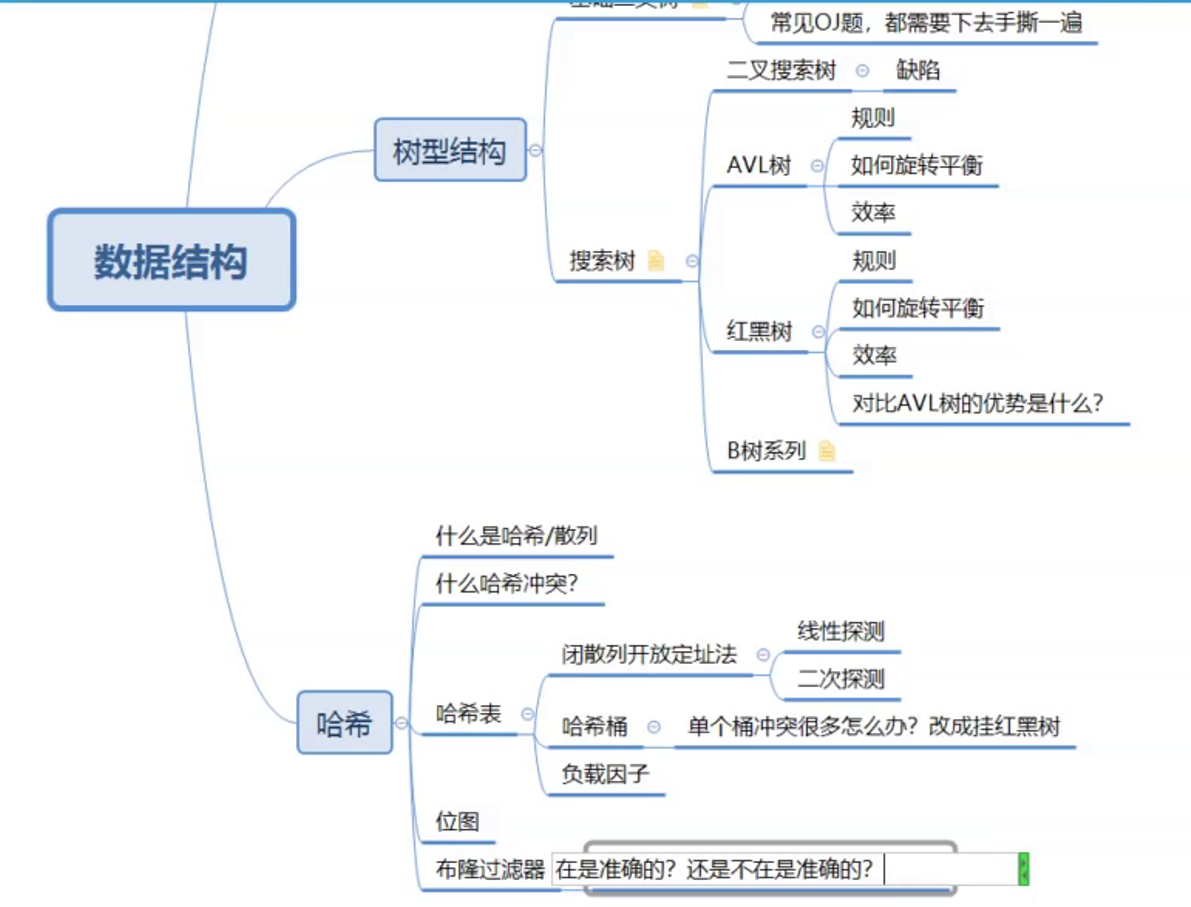 常见OJ题，都需要下去手撕一遍
二叉搜索树
缺陷
规则
树型结构
AVL树
如何旋转平衡
效率
数据结构
搜索树
规则
如何旋转平衡
红黑树
效率
对比AVL树的优势是什么？
B树系列
什么是哈希/散列
什么哈希冲突？
线性探测
闭散列开放定址法
二次探测
哈希
哈希表
哈希桶
单个桶冲突很多怎么办？改成挂红黑树
负载因子
位图
布隆过滤器
在是准确的？还是不在是准确的？